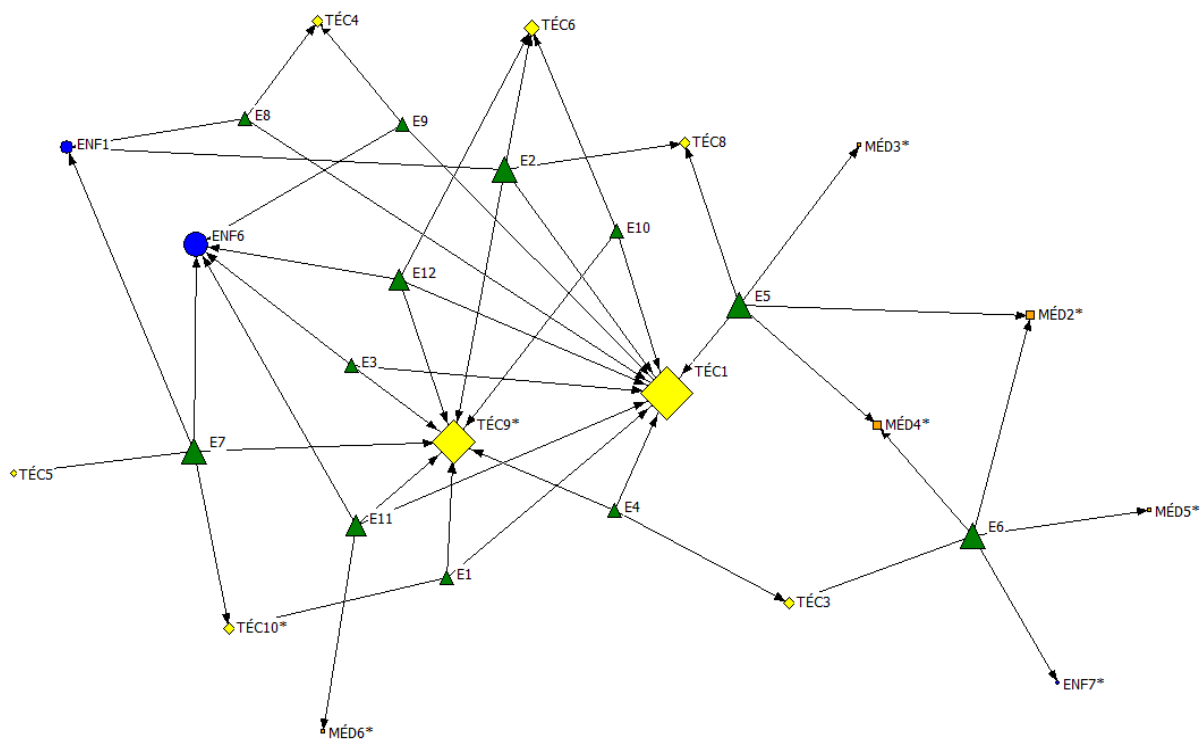 TÉC4
TÉC6
E8
E9
ENF1
E2
TÉC8
MÉD3*
ENF6
E10
E12
E5
MÉD2*
E3
TÉC1
TÉC9*
MÉD4*
E7
TÉC5
E11
E4
E6
MÉD5*
E1
TÉC3
TÉC10*
ENF7*
MÉD6*